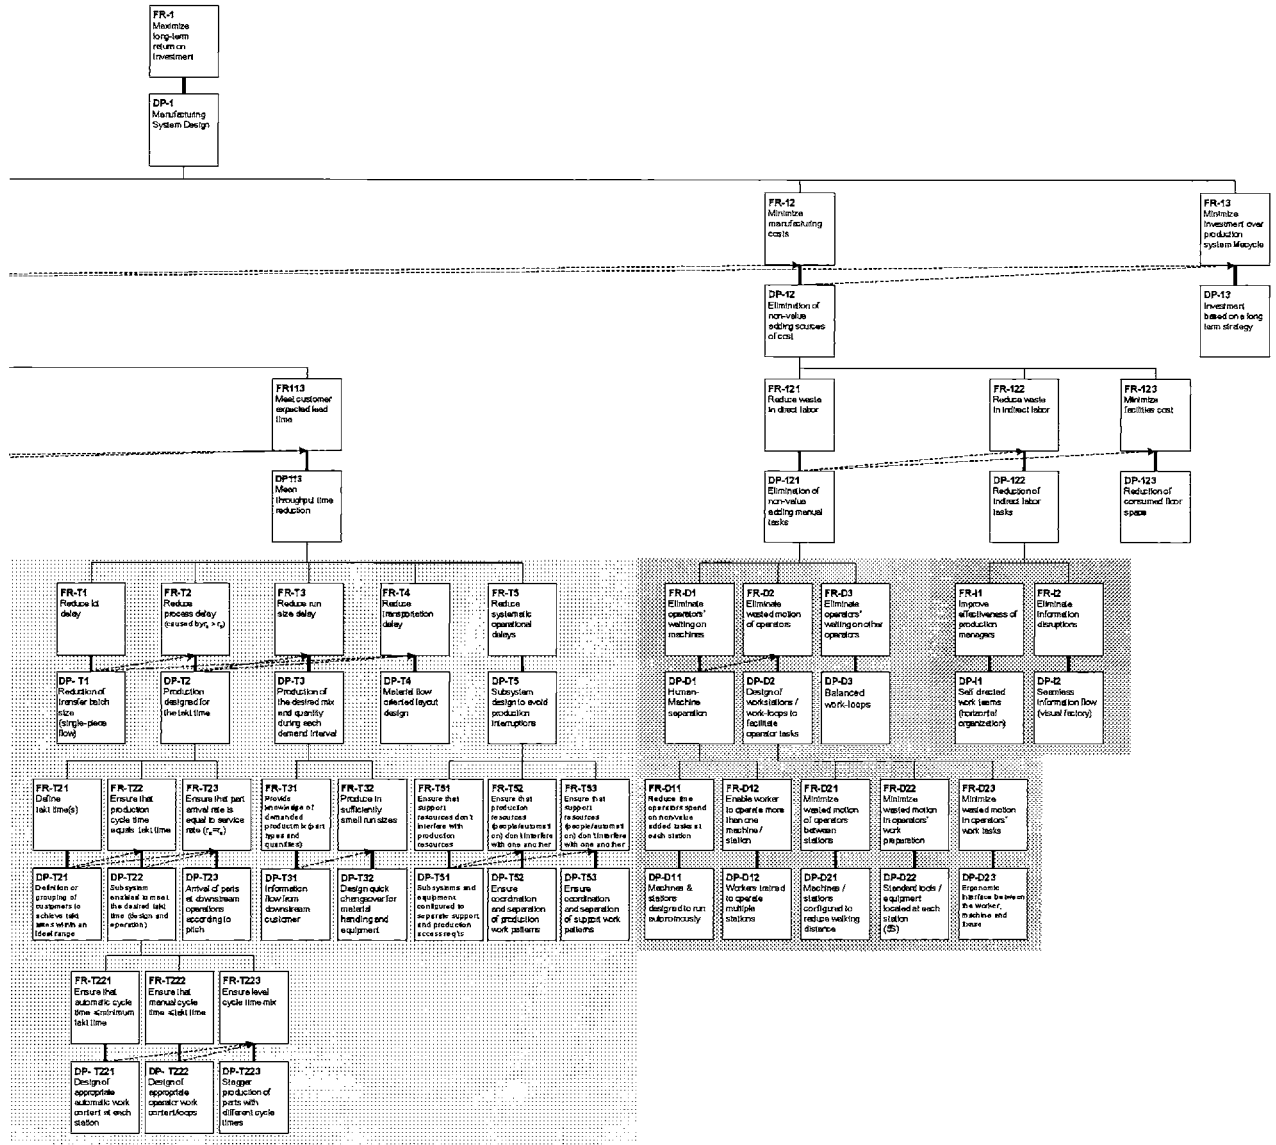 FR-1
Maximize
long-term
return on
Investment
DP-1
Manufacturing
System Design
FR-12
Minimize
manufacturing
costs
FR-13
Minimize
Investment over
production
system lifecycle
DP-12
Elimination of
non-value
adding sources
of cost
DP-13
Investment
based on a long
term strategy
FR113
Meet customer
expected lead
time
FR-121
Reduce waste
in direct labor
FR-122
Reduce waste
in indirect labor
FR-123
Minimize
facilities cost
DP113
Mean
throughput time
reduction
DP-121
Elimination of
non-value
adding manual
tasks
DP-122
Reduction of
indirect labor
tasks
DP-123
Reduction of
consumed floor
space
FR-T1
Reduce lot
delay
FR-T2
Reduce
process delay
FR-T3
Reduce run
size delay
FR-T4
Reduce
transportation
delay
FR-T5
Reduce
systematic
operational
delays
FR-D1
Eliminate
operators'
waiting on
machines
FR-D2
Eliminate
wasted motion
of operators
FR-D3
Eliminate
operators'
waiting on other
operators
FR-I1
Improve
effectiveness of
production
managers
FR-I2
Eliminate
information
disruptions
DP- T1
Reduction of
transfer batch
size
(single-piece
flow)
DP-T2
Production
designed for
the takt time
DP-T3
Production of
the desired mix
and quantity
during each
demand interval
DP-T4
Material flow
oriented layout
design
DP-T5
Subsystem
design to avoid
production
interruptions
DP-D1
Human-
Machine
separation
DP-D2
Design of
workstations /
work-loops to
facilitate
operator tasks
DP-D3
Balanced
work-loops
DP-I1
Self directed
work teams
(horizontal
organization)
DP-I2
Seamless
information flow
(visual factory)
FR-T21
Define
takt time(s)
FR-T22
Ensure that
production
cycle time
equals takt time
FR-T23
Ensure that part
arrival rate is
equal to service
rate
FR-T31
Provide
knowledge of
demanded
product mix (part
types and
quantities)
FR-T32
Produce in
sufficiently
small run sizes
FR-T51
Ensure that
support
resources don't
interfere with
production
resources
FR-T52
Ensure that
production
resources
(people/automati
on) don't interfere
with one another
FR-T53
Ensure that
support
resources
(people/automati
on) don't interfere
with one another
FR-D11
Reduce time
operators spend
on non-value
added tasks at
each station
FR-D12
Enable worker
to operate more
than one
machine /
station
FR-D21
Minimize
wasted motion
of operators
between
stations
FR-D22
Minimize
wasted motion
in operators'
work
preparation
FR-D23
Minimize
wasted motion
in operators'
work tasks
DP-T21
Definition or
grouping of
customers to
achieve takt
times within an
ideal range
DP-T22
Subsystem
enabled to meet
the desired takt
time (design and
operation)
DP-T23
Arrival of parts
at downstream
operations
according to
pitch
DP-T31
Information
flow from
downstream
customer
DP-T32
Design quick
changeover for
material
handling and
equipment
DP-T51
Subsystems and
equipment
configured to
separate support
and production
access req'ts
DP-T52
Ensure
coordination
and separation
of production
work patterns
DP-T53
Ensure
coordination
and separation
of support work
patterns
DP-D11
Machines &
stations
designed to run
autonomously
DP-D12
Workers trained
to operate
multiple
stations
DP-D21
Machines /
stations
configured to
reduce walking
distance
DP-D22
Standard tools /
equipment
located at each
station
(5S)
DP-D23
Ergonomic
interface between
the worker,
machine and
fixture
FR-T221
Ensure that
automatic cycle
time ≤ minimum
takt time
FR-T222
Ensure that
manual cycle
time ≤ takt time
FR-T223
Ensure level
cycle time mix
DP- T221
Design of
appropriate
automatic work
content at each
station
DP- T222
Design of
appropriate
operator work
content/loops
DP-T223
Stagger
production of
parts with
different cycle
times